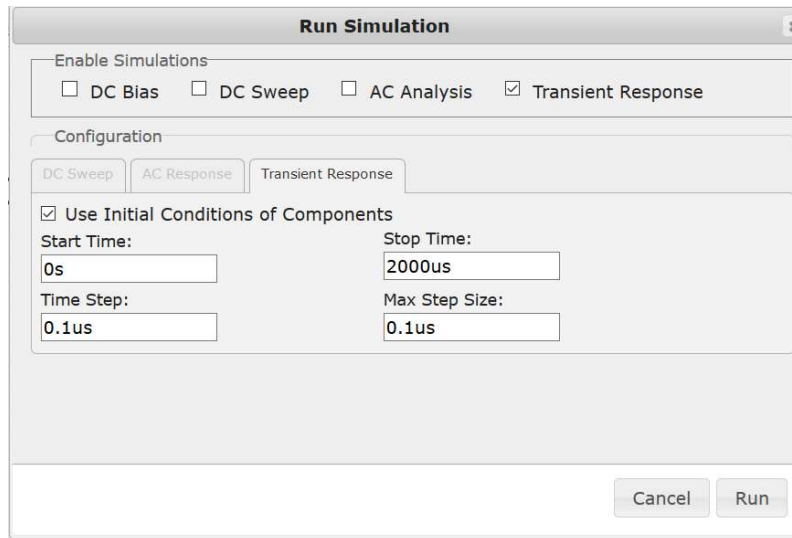 Run Simulation
Enable Simulations
DC Bias DC Sweep AC Analysis Transient Response
Configuration
DC Sweep AC Response Transient Response
Use Initial Conditions of Components
Start Time: Stop Time:
0s 2000us
Time Step: Max Step Size:
0.1us 0.1us
Cancel Run